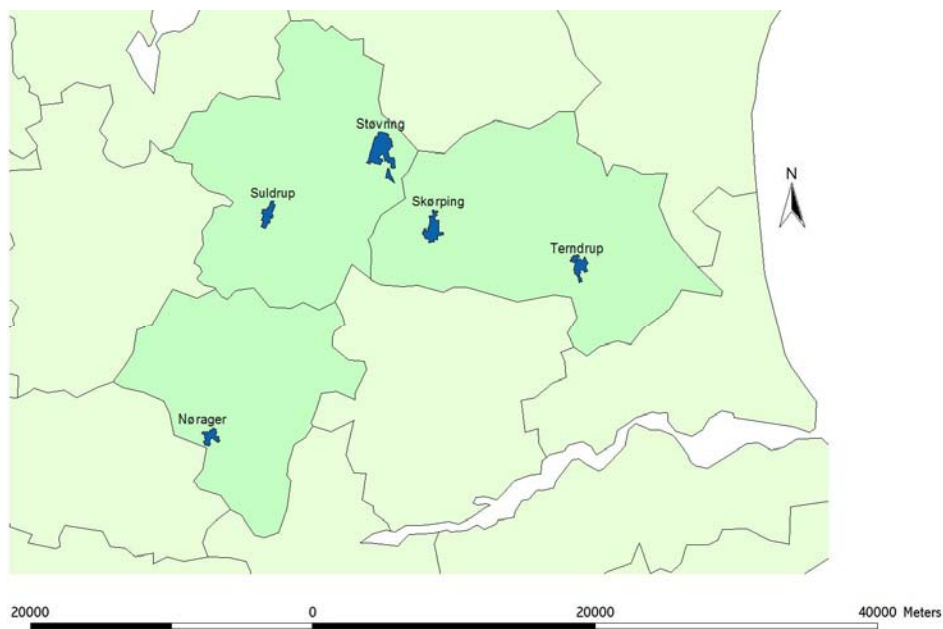 Støvring
N
Suldrup
Skørping
Terndrup
Nørager
20000 0 20000 40000 Meters